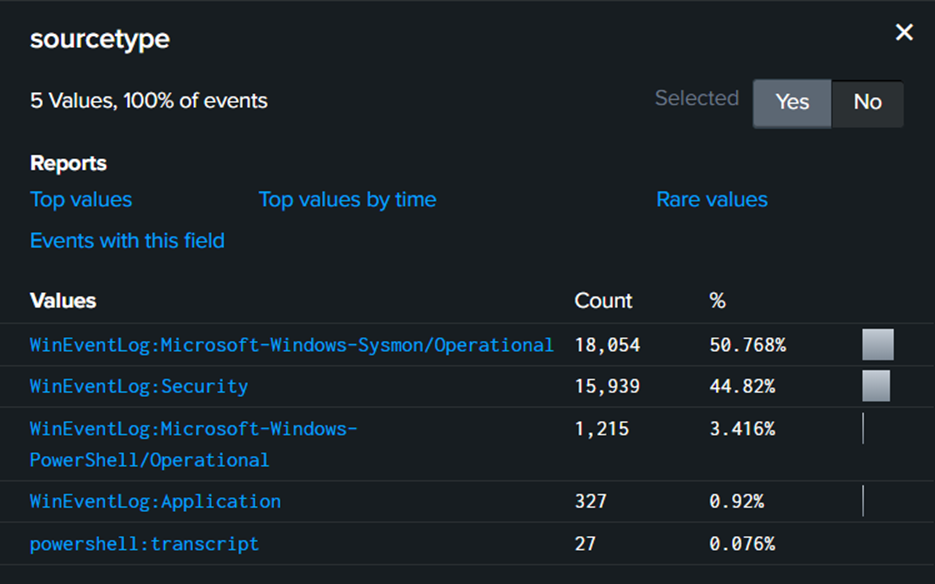 sourcetype
5 Values, 100% of events
Selected Yes No
Reports
Top values Top values by time Rare values
Events with this field
Values Count %
WinEventLog:Microsoft-Windows-Sysmon/Operational 18,054 50.768%
WinEventLog:Security 15,939 44.82%
WinEventLog:Microsoft-Windows- 1,215 3.416%
PowerShell/Operational
WinEventLog:Application 327 0.92%
powershell:transcript 27 0.076%